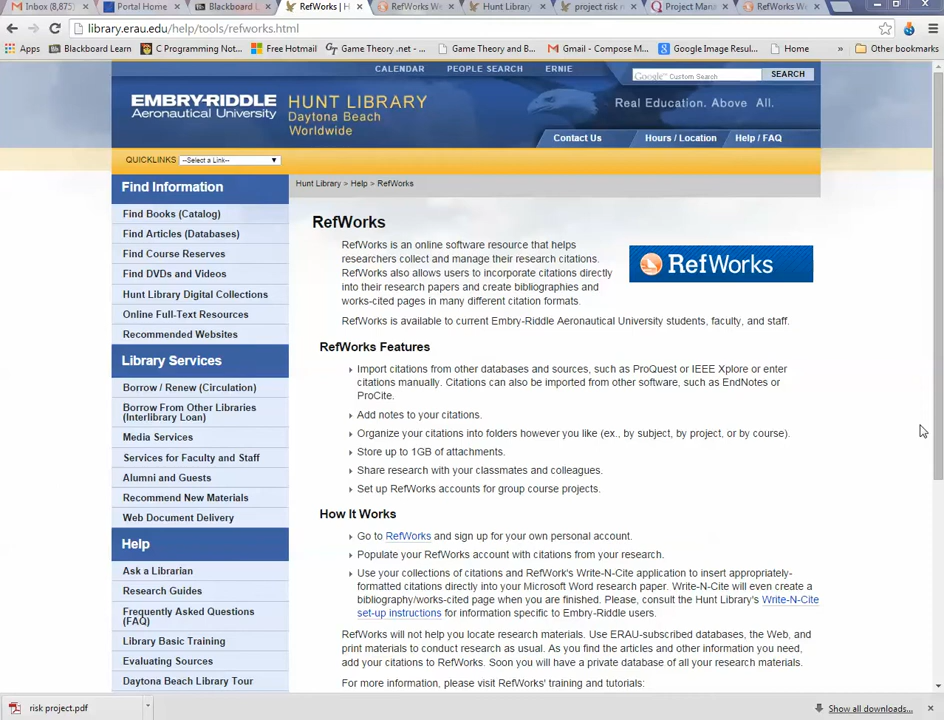 Inbox (8,875)
Portal Home
Blackboard L
RefWorks | H
RefWorks We
Hunt Library
project risk m
Project Mana
RefWorks We
library.erau.edu/help/tools/refworks.html
Apps Blackboard Learn C Programming Not... Free Hotmail Game Theory .net - ... Game Theory and B... Gmail - Compose M... Google Image Resul... Home » Other bookmarks
CALENDAR PEOPLE SEARCH ERNIE
Google™ Custom Search SEARCH
EMBRY-RIDDLE
Aeronautical University
HUNT LIBRARY
Daytona Beach
Worldwide
Real Education. Above All.
Contact Us Hours / Location Help / FAQ
QUICKLINKS --Select a Link--
Find Information
Find Books (Catalog)
Find Articles (Databases)
Find Course Reserves
Find DVDs and Videos
Hunt Library Digital Collections
Online Full-Text Resources
Recommended Websites
Library Services
Borrow / Renew (Circulation)
Borrow From Other Libraries
(Interlibrary Loan)
Media Services
Services for Faculty and Staff
Alumni and Guests
Recommend New Materials
Web Document Delivery
Help
Ask a Librarian
Research Guides
Frequently Asked Questions
(FAQ)
Library Basic Training
Evaluating Sources
Daytona Beach Library Tour
Hunt Library > Help > RefWorks
RefWorks
RefWorks is an online software resource that helps
researchers collect and manage their research citations.
RefWorks also allows users to incorporate citations directly
into their research papers and create bibliographies and
works-cited pages in many different citation formats.
RefWorks
RefWorks is available to current Embry-Riddle Aeronautical University students, faculty, and staff.
RefWorks Features
Import citations from other databases and sources, such as ProQuest or IEEE Xplore or enter
citations manually. Citations can also be imported from other software, such as EndNotes or
ProCite.
Add notes to your citations.
Organize your citations into folders however you like (ex., by subject, by project, or by course).
Store up to 1GB of attachments.
Share research with your classmates and colleagues.
Set up RefWorks accounts for group course projects.
How It Works
Go to RefWorks and sign up for your own personal account.
Populate your RefWorks account with citations from your research.
Use your collections of citations and RefWork's Write-N-Cite application to insert appropriately-
formatted citations directly into your Microsoft Word research paper. Write-N-Cite will even create a
bibliography/works-cited page when you are finished. Please, consult the Hunt Library's Write-N-Cite
set-up instructions for information specific to Embry-Riddle users.
RefWorks will not help you locate research materials. Use ERAU-subscribed databases, the Web, and
print materials to conduct research as usual. As you find the articles and other information you need,
add your citations to RefWorks. Soon you will have a private database of all your research materials.
For more information, please visit RefWorks' training and tutorials:
risk project.pdf
Show all downloads...